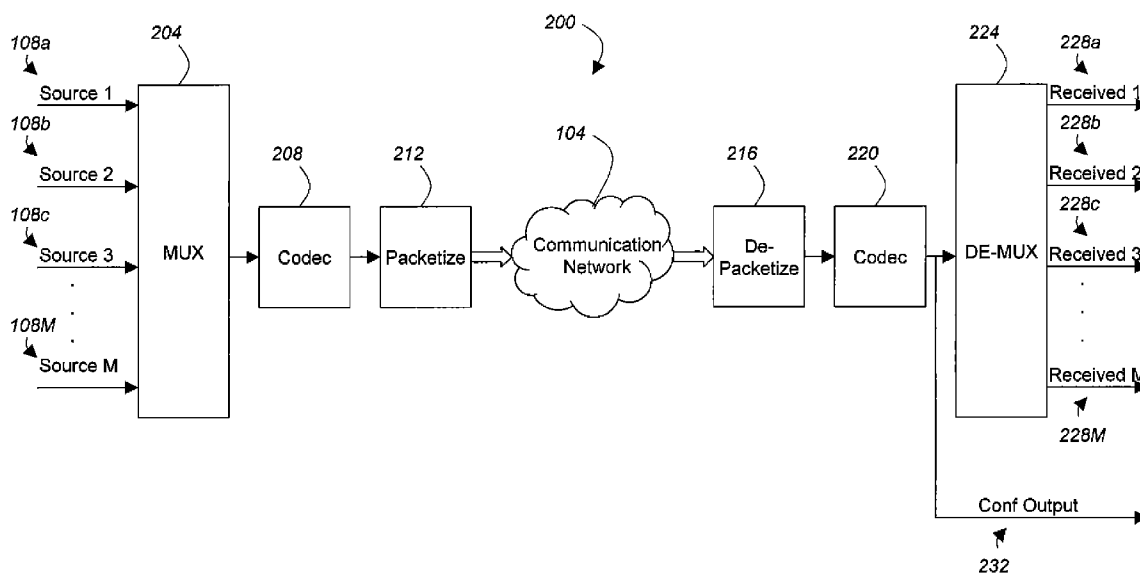 200
108a
204
224
228a
Source 1
Received 1
108b
104
228b
Source 2
208
212
216
220
Received 2
108c
228c
Source 3
MUX
Codec
Packetize
Communication
Network
De-
Packetize
Codec
DE-MUX
Received 3
108M
Source M
Received M
228M
Conf Output
232